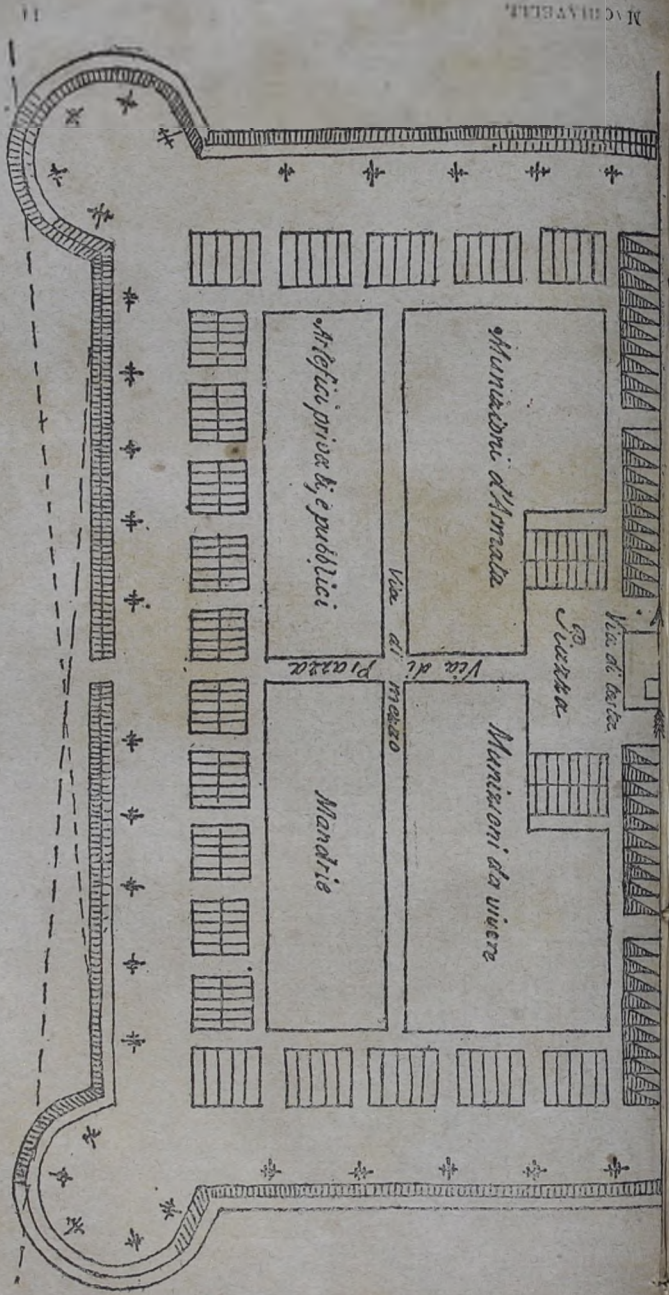 MACHIAVELLI.
Munizioni d'Armata
Artefici privati, e pubblici
Via di testa
Piazza
Via di mezzo
Via di Piazza
Munizioni da vivere
Mandrie